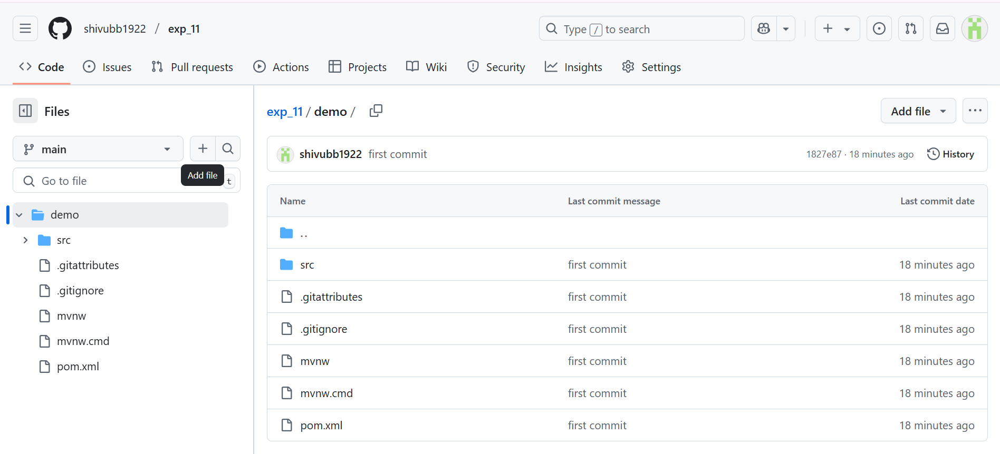 shivubb1922 / exp_11
Type / to search
Code
Issues
Pull requests
Actions
Projects
Wiki
Security
Insights
Settings
Files
main
Go to file
t
Add file
demo
src
.gitattributes
.gitignore
mvnw
mvnw.cmd
pom.xml
exp_11 / demo /
Add file
shivubb1922 first commit
1827e87 · 18 minutes ago
History
Name Last commit message Last commit date
..
src first commit 18 minutes ago
.gitattributes first commit 18 minutes ago
.gitignore first commit 18 minutes ago
mvnw first commit 18 minutes ago
mvnw.cmd first commit 18 minutes ago
pom.xml first commit 18 minutes ago